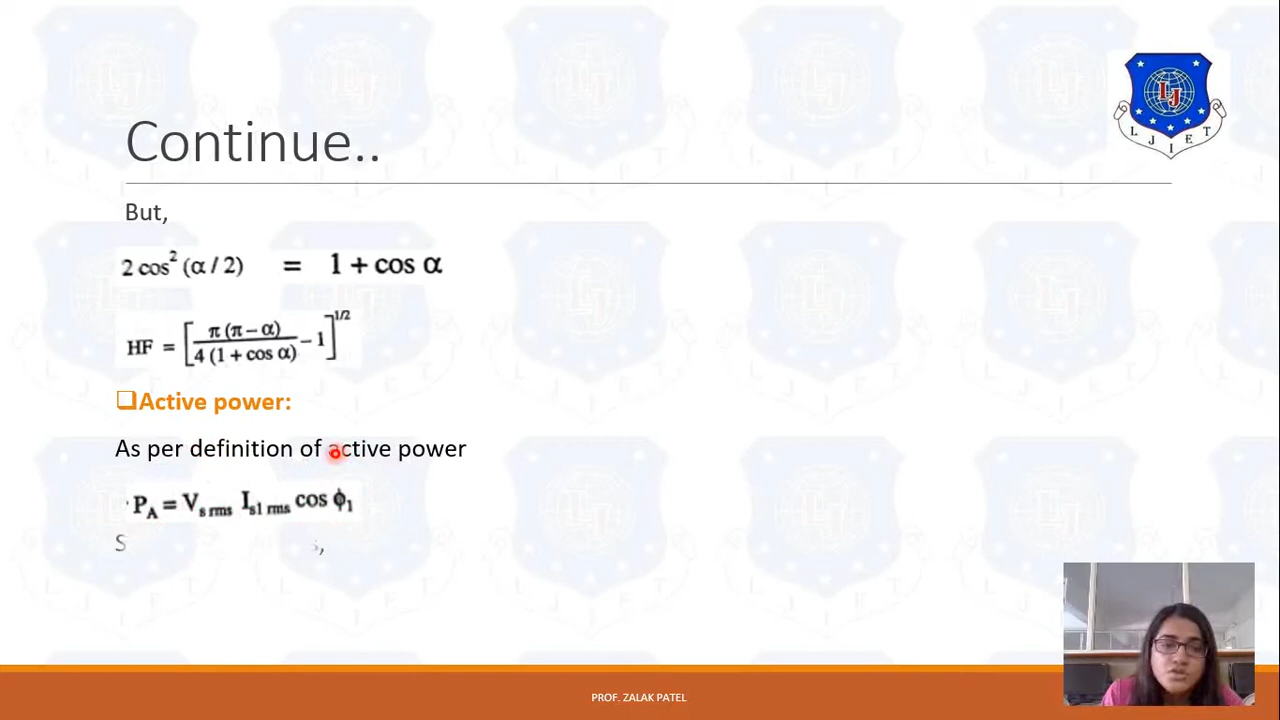 Continue..
LJIET
But,
2 cos² (α / 2) = 1 + cos α
HF = [π (π − α) / 4 (1 + cos α) − 1]^1/2
❑Active power:
As per definition of active power
P_A = V_s rms I_s1 rms cos ϕ_1
PROF. ZALAK PATEL